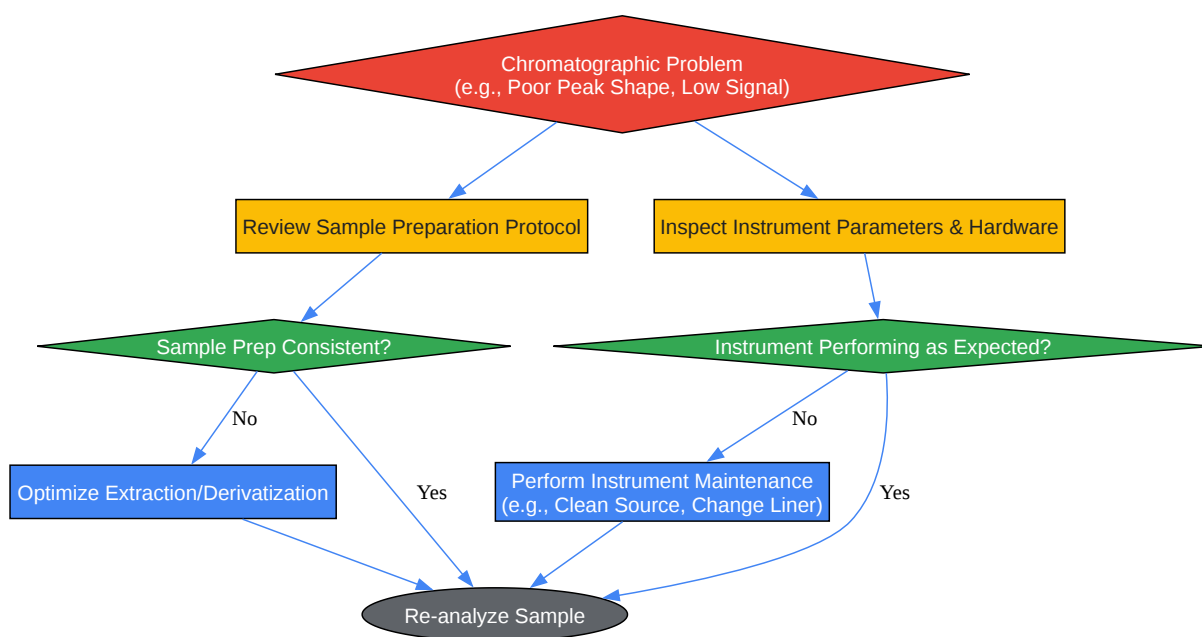 Chromatographic Problem
(e.g., Poor Peak Shape, Low Signal)
Review Sample Preparation Protocol
Inspect Instrument Parameters & Hardware
Sample Prep Consistent?
Instrument Performing as Expected?
No
No
Optimize Extraction/Derivatization
Perform Instrument Maintenance
(e.g., Clean Source, Change Liner)
Yes
Yes
Re-analyze Sample